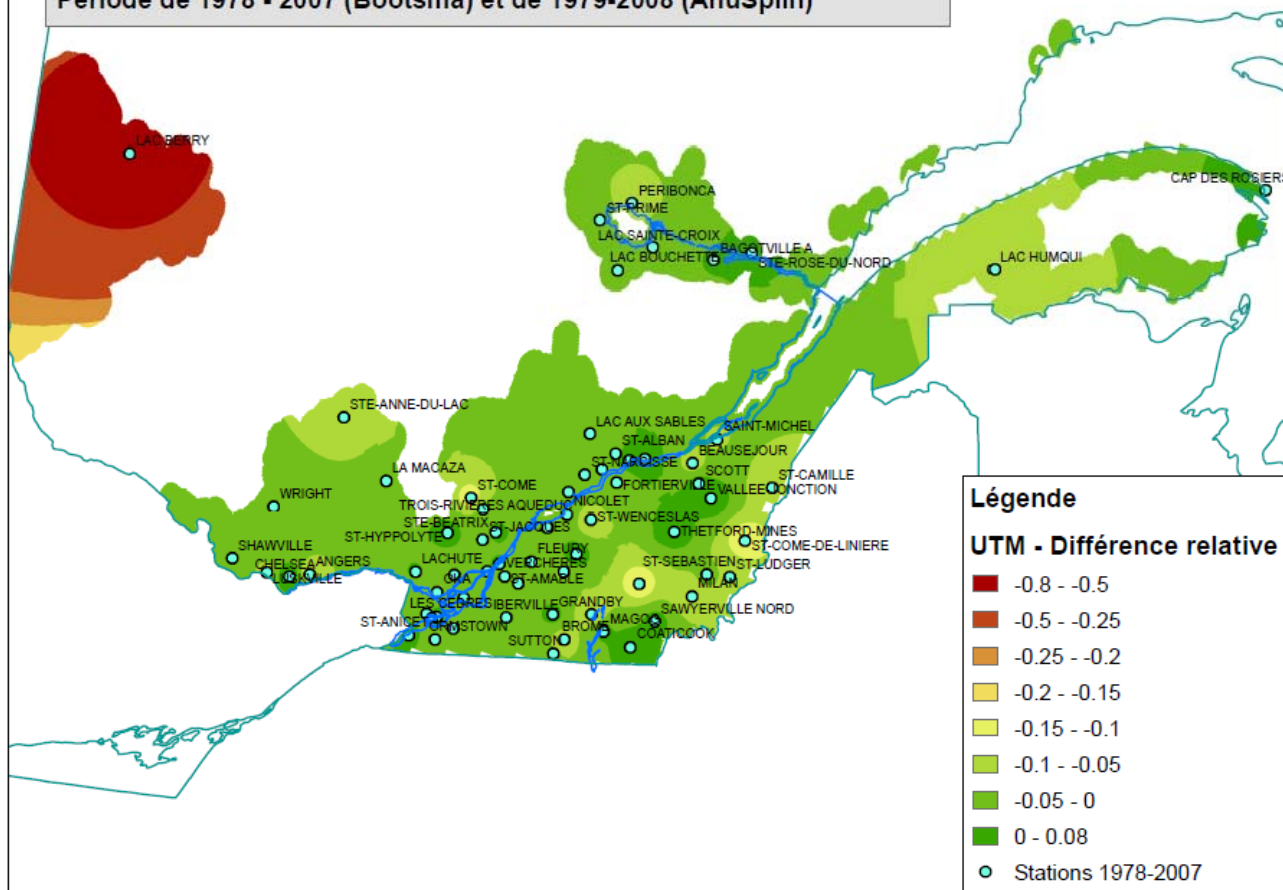 Période de 1978 - 2007 (Bootsma) et de 1979-2008 (AnuSplin)
LAC BERRY
CAP DES ROSIERS
PERIBONCA
ST-PRIME
LAC SAINTE-CROIX
BAGOTVILLE A
LAC BOUCHETTE
STE-ROSE-DU-NORD
LAC HUMQUI
STE-ANNE-DU-LAC
LAC AUX SABLES
SAINT-MICHEL
ST-ALBAN
BEAUSEJOUR
LA MACAZA
ST-NARCISSE
SCOTT
ST-CAMILLE
WRIGHT
ST-COME
FORTIERVILLE
VALLEE JONCTION
TROIS-RIVIERES AQUEDUC
NICOLET
ST-WENCESLAS
STE-BEATRIX
ST-JACQUES
THETFORD-MINES
ST-HYPPOLYTE
ST-COME-DE-LINIERE
SHAWVILLE
FLEURY
CHELSEA
ANGERS
LACHUTE
VERCHERES
ST-SEBASTIEN
ST-LUDGER
LUSKVILLE
OKA
ST-AMABLE
MILAN
LES CEDRES
IBERVILLE
GRANDBY
SAWYERVILLE NORD
ST-ANICET
ORMSTOWN
BROME
MAGOG
SUTTON
COATICOOK
Légende
UTM - Différence relative
-0.8 - -0.5
-0.5 - -0.25
-0.25 - -0.2
-0.2 - -0.15
-0.15 - -0.1
-0.1 - -0.05
-0.05 - 0
0 - 0.08
Stations 1978-2007